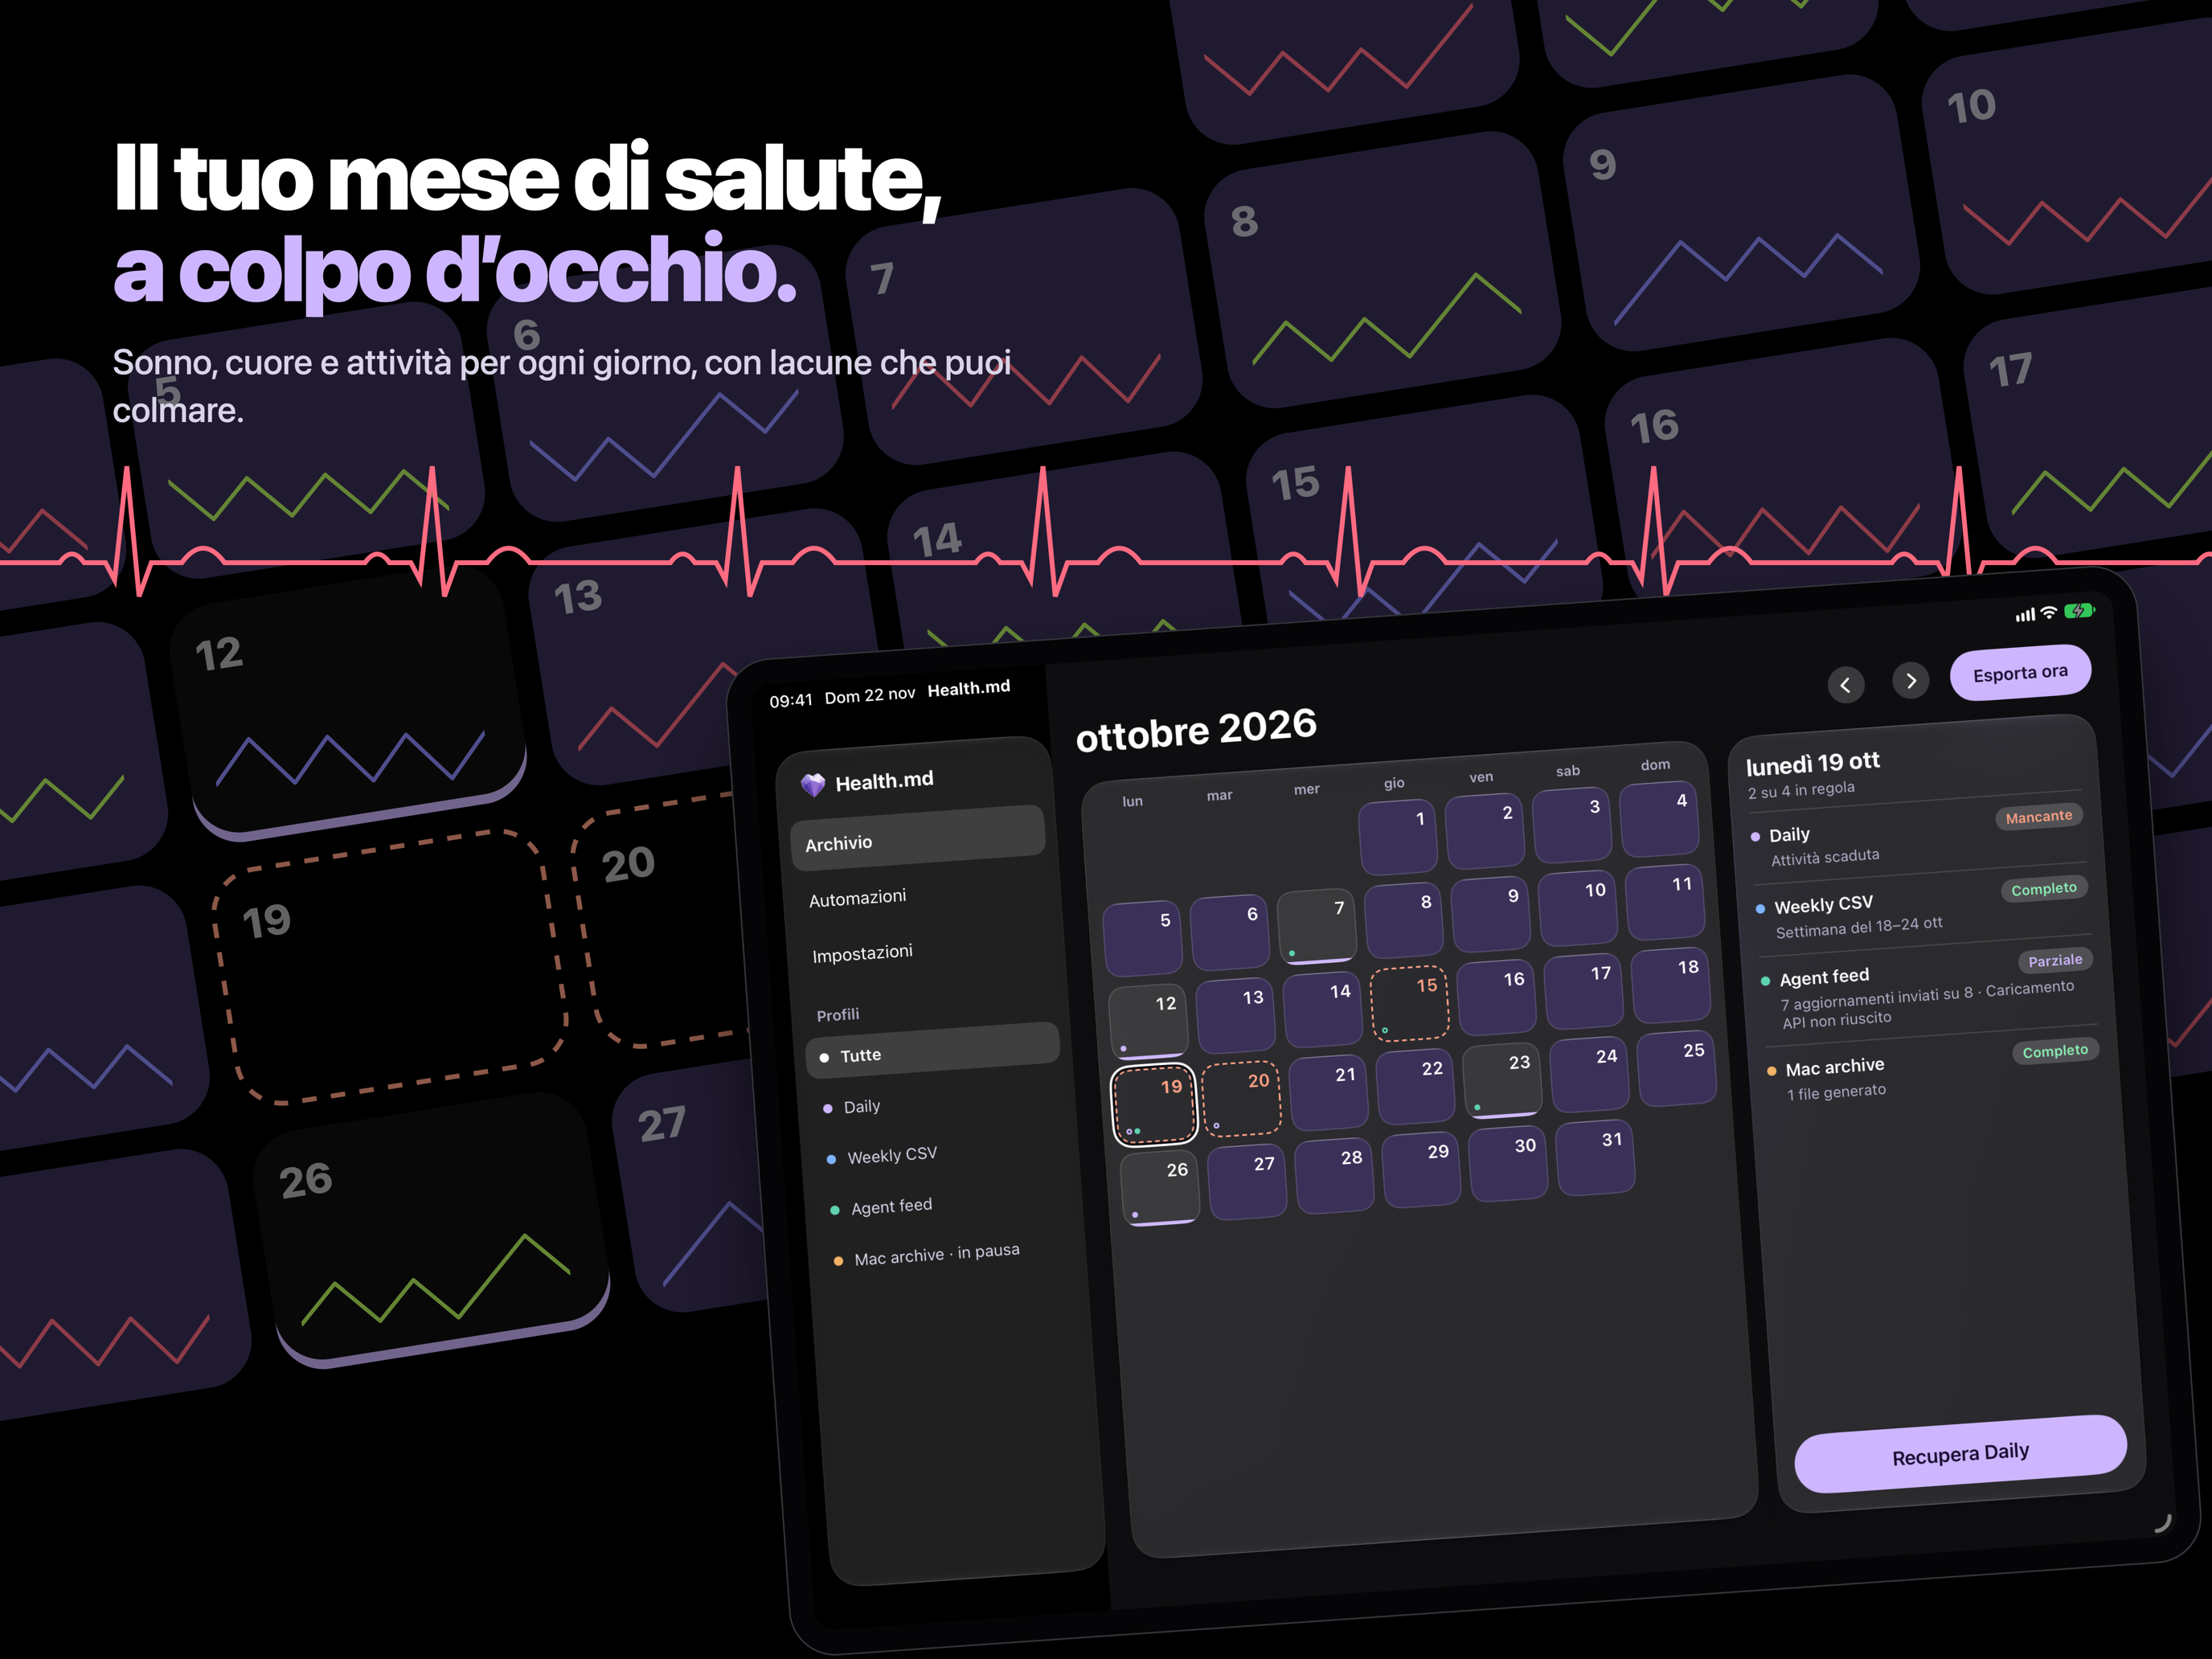 Il tuo mese di salute,
a colpo d’occhio.
Sonno, cuore e attività per ogni giorno, con lacune che puoi
colmare.
5
6
7
8
9
10
12
13
14
15
16
17
19
20
26
27
09:41 Dom 22 nov Health.md
Health.md
Archivio
Automazioni
Impostazioni
Profili
Tutte
Daily
Weekly CSV
Agent feed
Mac archive · in pausa
ottobre 2026
Esporta ora
lun mar mer gio ven sab dom
1 2 3 4
5 6 7 8 9 10 11
12 13 14 15 16 17 18
19 20 21 22 23 24 25
26 27 28 29 30 31
lunedì 19 ott
2 su 4 in regola
Daily Mancante
Attività scaduta
Weekly CSV Completo
Settimana del 18–24 ott
Agent feed Parziale
7 aggiornamenti inviati su 8 · Caricamento
API non riuscito
Mac archive Completo
1 file generato
Recupera Daily